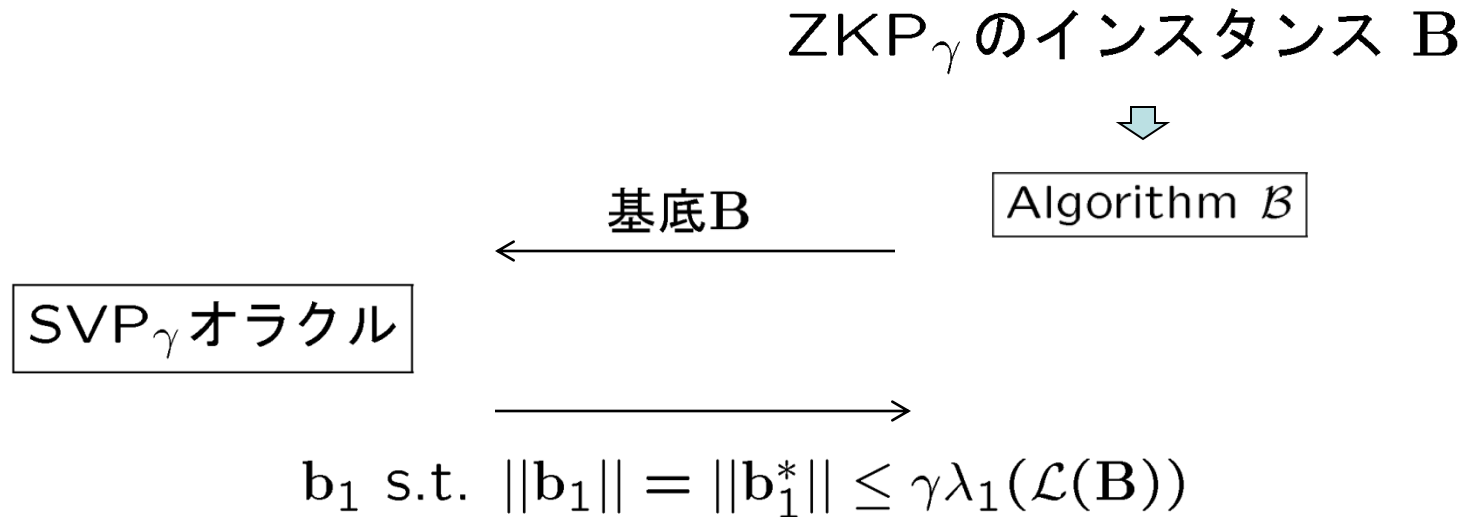 ZKPγのインスタンス B
Algorithm ℬ
基底B
SVPγオラクル
b₁ s.t. ||b₁|| = ||b₁*|| ≤ γλ₁(ℒ(B))